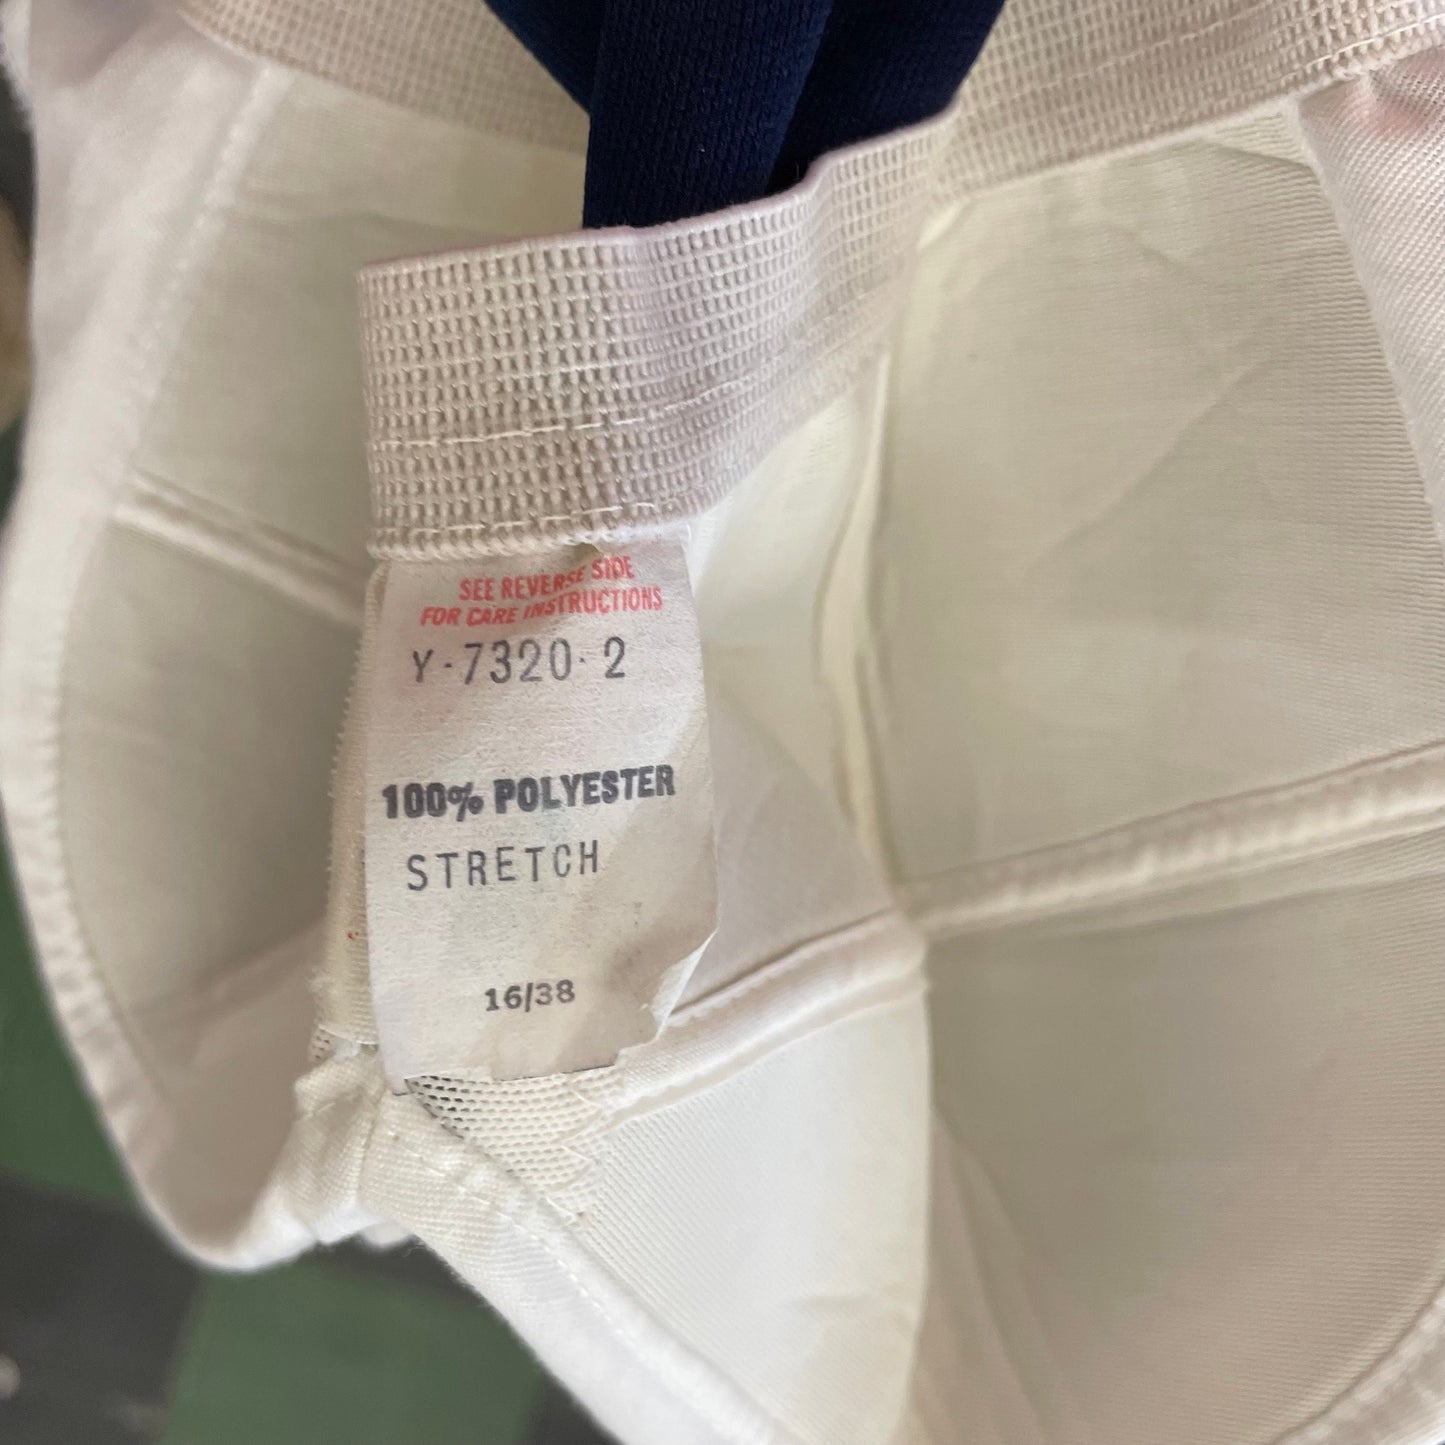 SEE REVERSE SIDE
FOR CARE INSTRUCTIONS
Y-7320-2
100% POLYESTER
STRETCH
16/38